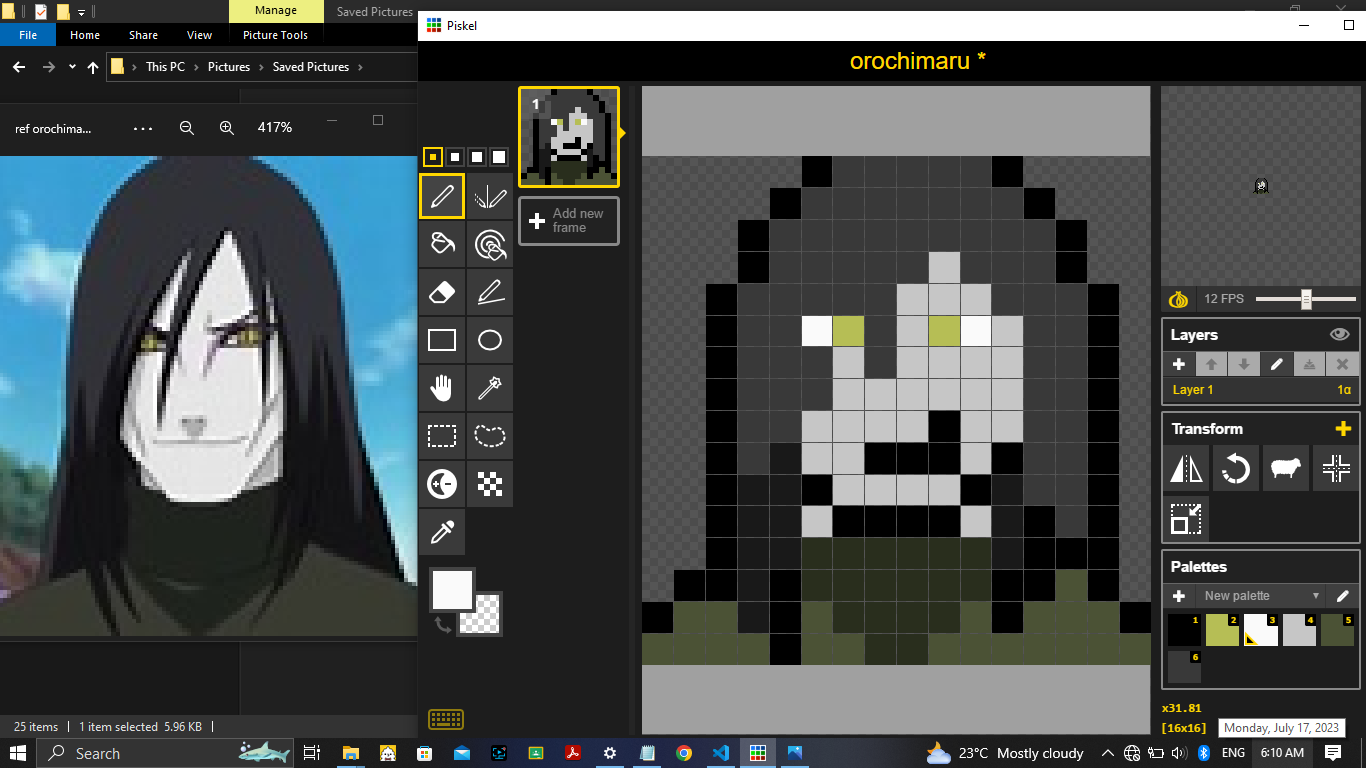 Manage
Saved Pictures
File
Home
Share
View
Picture Tools
This PC
Pictures
Saved Pictures
ref orochima...
417%
25 items
1 item selected
5.96 KB
Piskel
orochimaru *
1
Add new
frame
12 FPS
Layers
Layer 1
1α
Transform
Palettes
New palette
1
2
3
4
5
6
x31.81
[16x16]
Monday, July 17, 2023
Search
23°C Mostly cloudy
ENG
6:10 AM